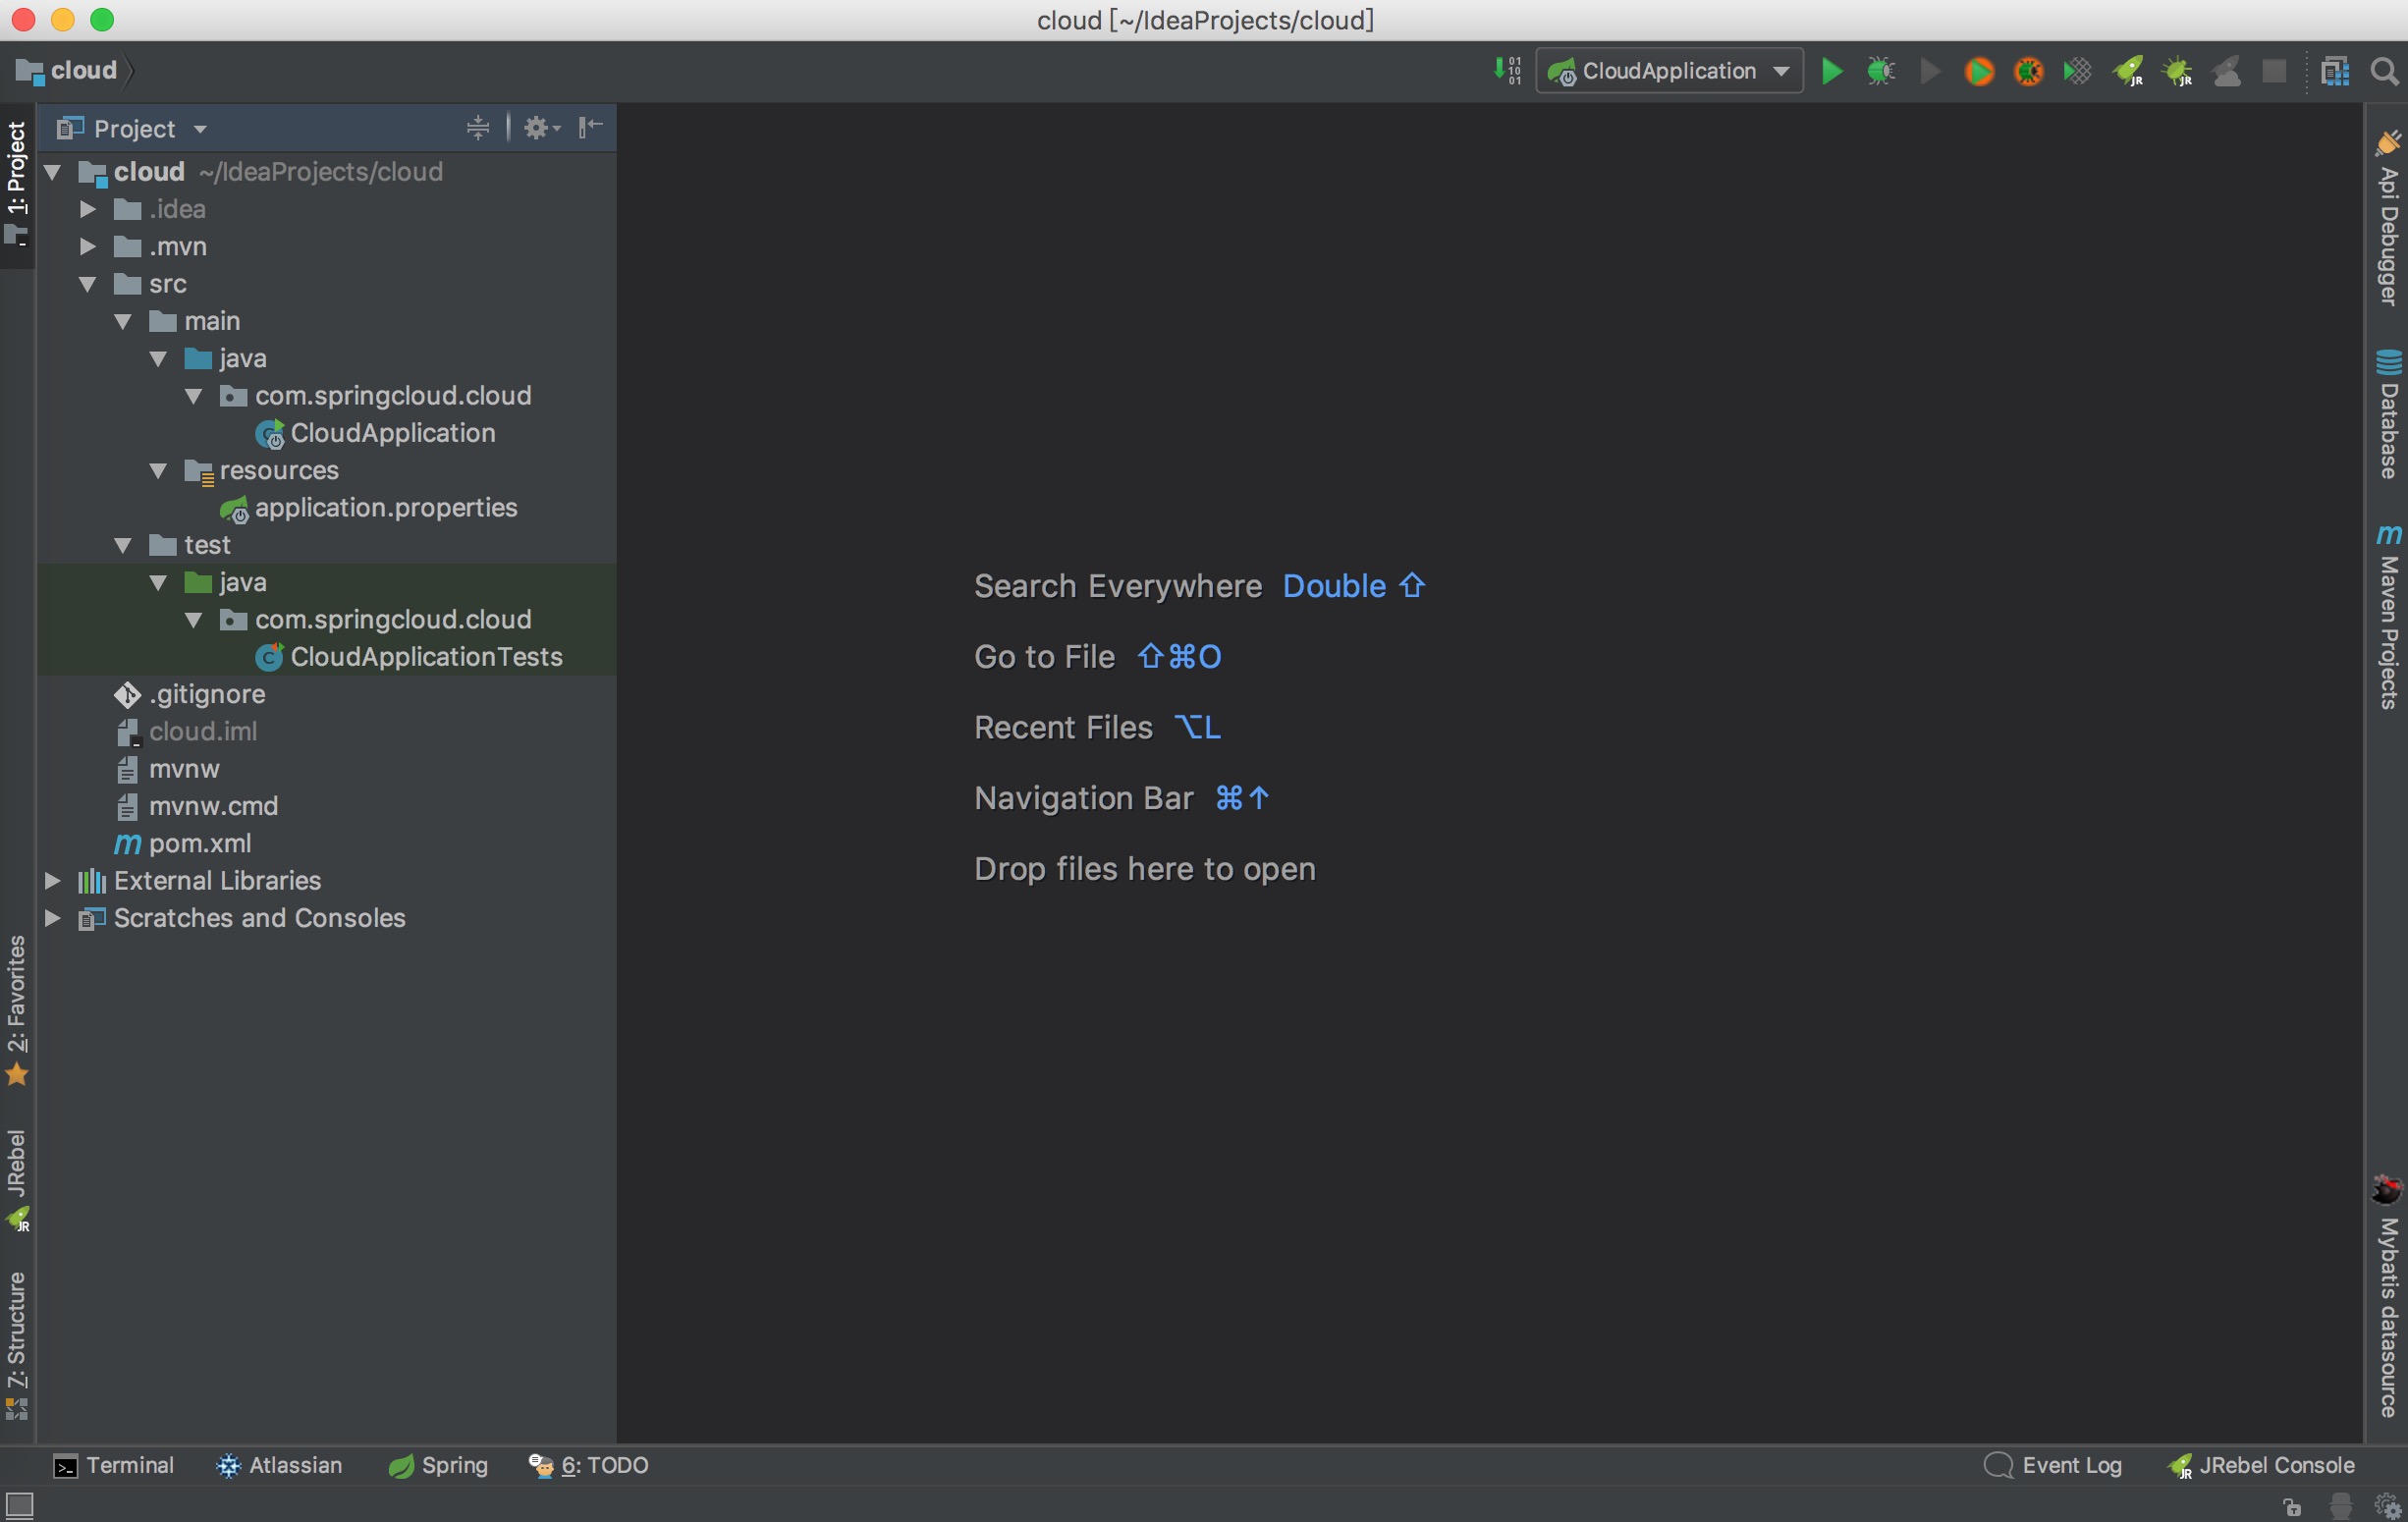 cloud [~/IdeaProjects/cloud]
cloud
CloudApplication
Project
cloud ~/IdeaProjects/cloud
.idea
.mvn
src
main
java
com.springcloud.cloud
CloudApplication
resources
application.properties
test
java
com.springcloud.cloud
CloudApplicationTests
.gitignore
cloud.iml
mvnw
mvnw.cmd
pom.xml
External Libraries
Scratches and Consoles
1: Project
2: Favorites
JRebel
7: Structure
Search Everywhere Double ⇧
Go to File ⇧⌘O
Recent Files ⌥L
Navigation Bar ⌘↑
Drop files here to open
Api Debugger
Database
Maven Projects
Mybatis datasource
Terminal
Atlassian
Spring
6: TODO
Event Log
JRebel Console